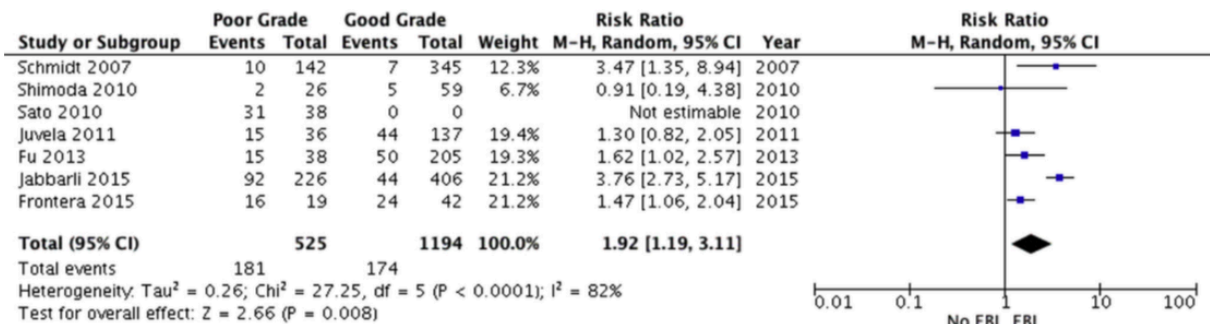 Poor Grade Good Grade Risk Ratio Risk Ratio
Study or Subgroup Events Total Events Total Weight M-H, Random, 95% CI Year M-H, Random, 95% CI
Schmidt 2007 10 142 7 345 12.3% 3.47 [1.35, 8.94] 2007
Shimoda 2010 2 26 5 59 6.7% 0.91 [0.19, 4.38] 2010
Sato 2010 31 38 0 0 Not estimable 2010
Juvela 2011 15 36 44 137 19.4% 1.30 [0.82, 2.05] 2011
Fu 2013 15 38 50 205 19.3% 1.62 [1.02, 2.57] 2013
Jabbarli 2015 92 226 44 406 21.2% 3.76 [2.73, 5.17] 2015
Frontera 2015 16 19 24 42 21.2% 1.47 [1.06, 2.04] 2015
Total (95% CI) 525 1194 100.0% 1.92 [1.19, 3.11]
Total events 181 174
Heterogeneity: Tau² = 0.26; Chi² = 27.25, df = 5 (P < 0.0001); I² = 82%
Test for overall effect: Z = 2.66 (P = 0.008)
0.01 0.1 1 10 100
No EBI EBI